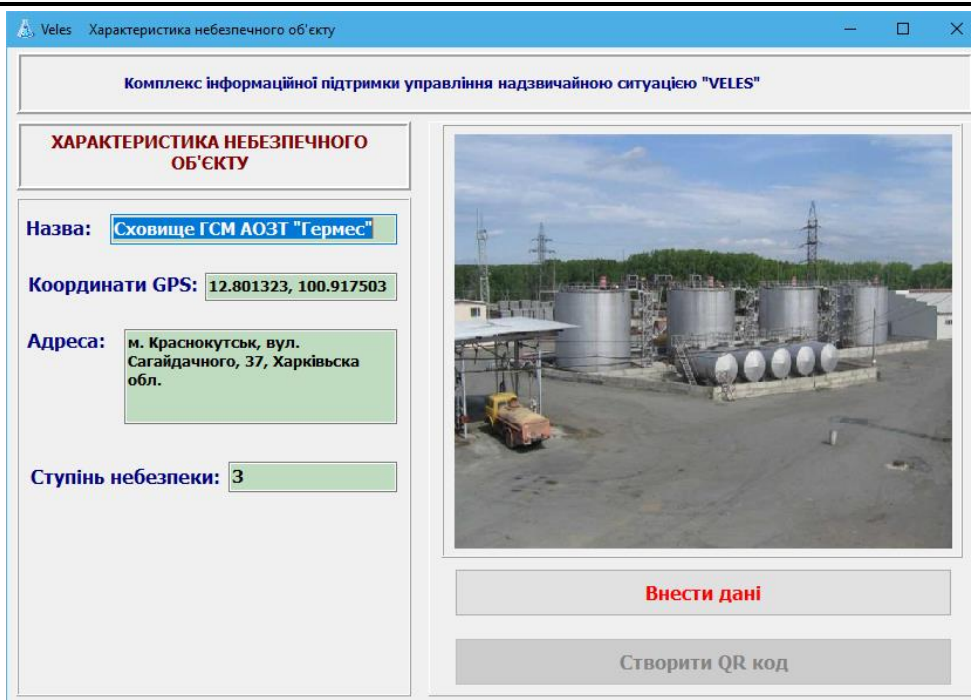 Veles Характеристика небезпечного об'єкту
Комплекс інформаційної підтримки управління надзвичайною ситуацією "VELES"
ХАРАКТЕРИСТИКА НЕБЕЗПЕЧНОГО
ОБ'ЄКТУ
Назва: Сховище ГСМ АОЗТ "Гермес"
Координати GPS: 12.801323, 100.917503
Адреса: м. Краснокутськ, вул.
Сагайдачного, 37, Харківьска
обл.
Ступінь небезпеки: 3
Внести дані
Створити QR код